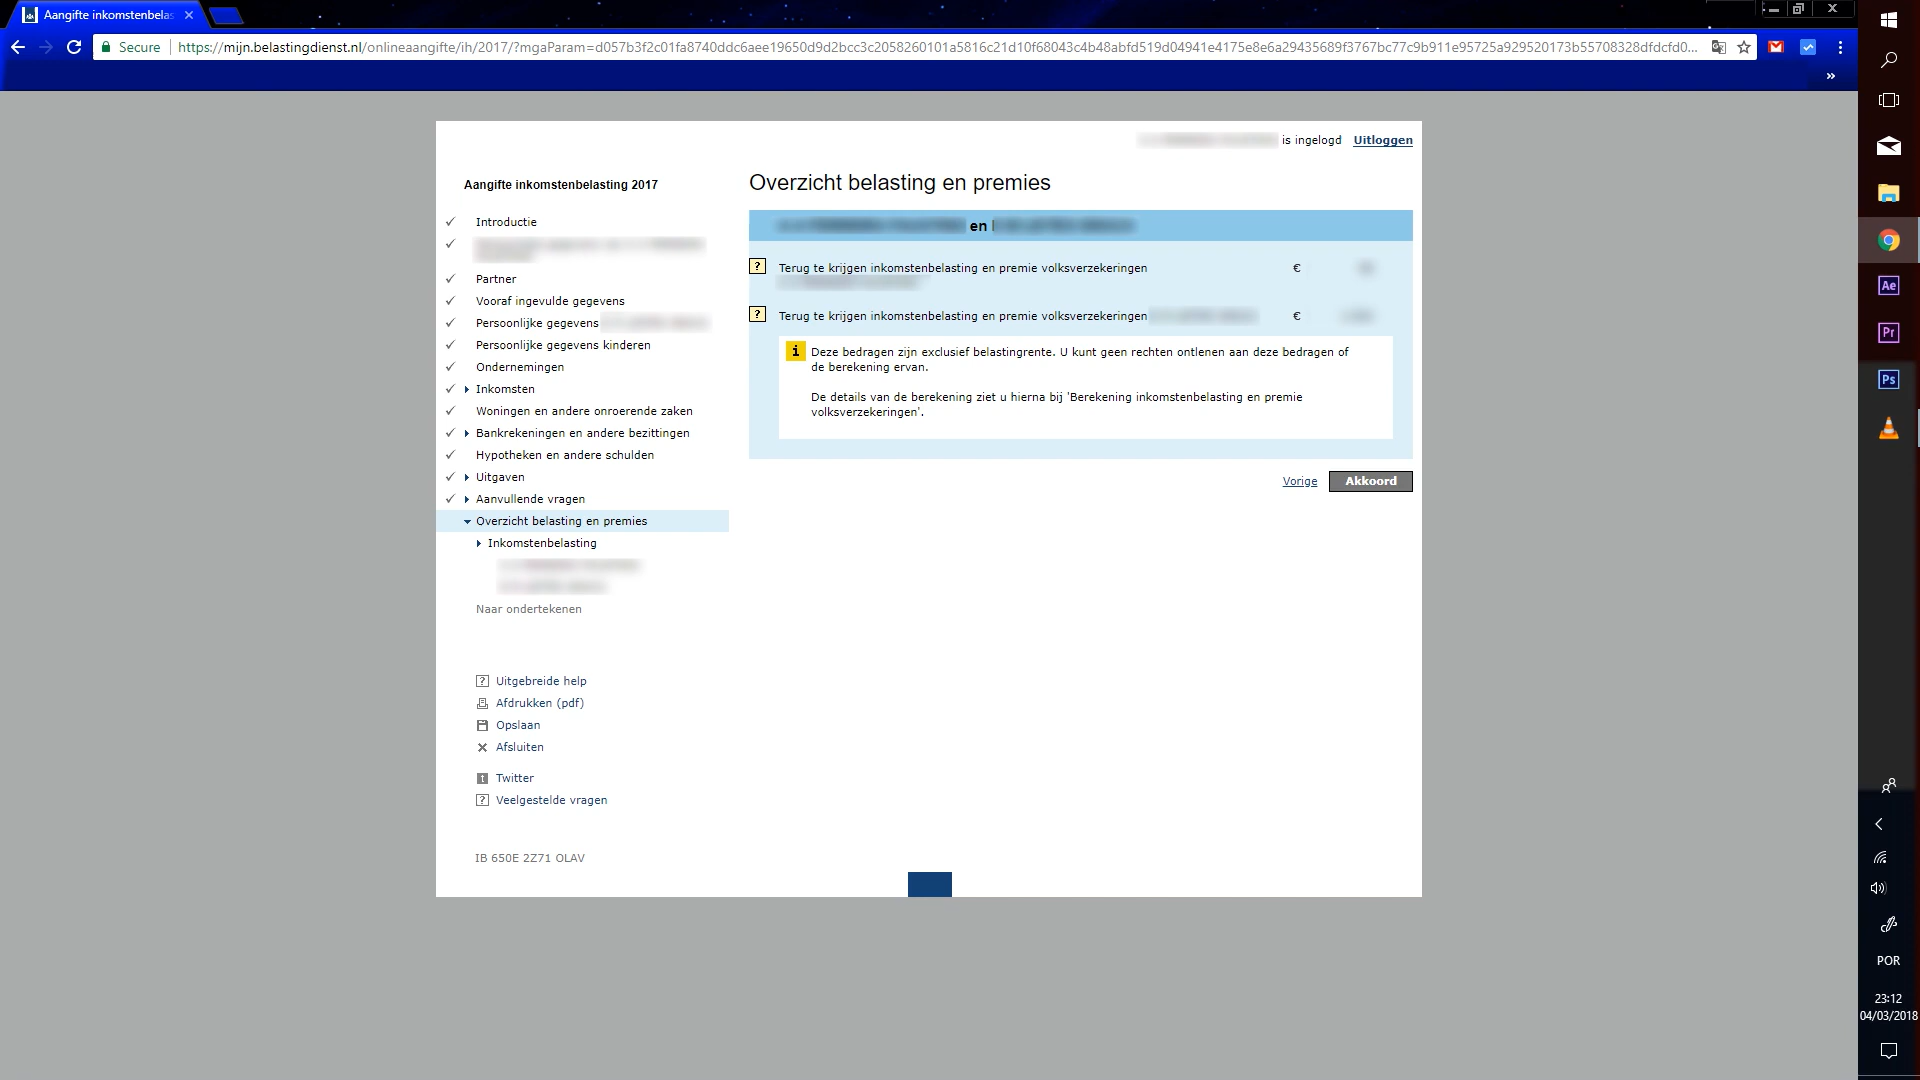 Aangifte inkomstenbelas
Secure
https://mijn.belastingdienst.nl/onlineaangifte/ih/2017/?mgaParam=d057b3f2c01fa8740ddc6aee19650d9d2bcc3c2058260101a5816c21d10f68043c4b48abfd519d04941e4175e8e6a29435689f3767bc77c9b911e95725a929520173b55708328dfdcfd0...
is ingelogd Uitloggen
Aangifte inkomstenbelasting 2017
Introductie
Partner
Vooraf ingevulde gegevens
Persoonlijke gegevens
Persoonlijke gegevens kinderen
Ondernemingen
Inkomsten
Woningen en andere onroerende zaken
Bankrekeningen en andere bezittingen
Hypotheken en andere schulden
Uitgaven
Aanvullende vragen
Overzicht belasting en premies
Inkomstenbelasting
Naar ondertekenen
Uitgebreide help
Afdrukken (pdf)
Opslaan
Afsluiten
Twitter
Veelgestelde vragen
IB 650E 2Z71 OLAV
Overzicht belasting en premies
en
? Terug te krijgen inkomstenbelasting en premie volksverzekeringen €
? Terug te krijgen inkomstenbelasting en premie volksverzekeringen €
i Deze bedragen zijn exclusief belastingrente. U kunt geen rechten ontlenen aan deze bedragen of
de berekening ervan.
De details van de berekening ziet u hierna bij 'Berekening inkomstenbelasting en premie
volksverzekeringen'.
Vorige Akkoord
Ae
Pr
Ps
POR
23:12
04/03/2018